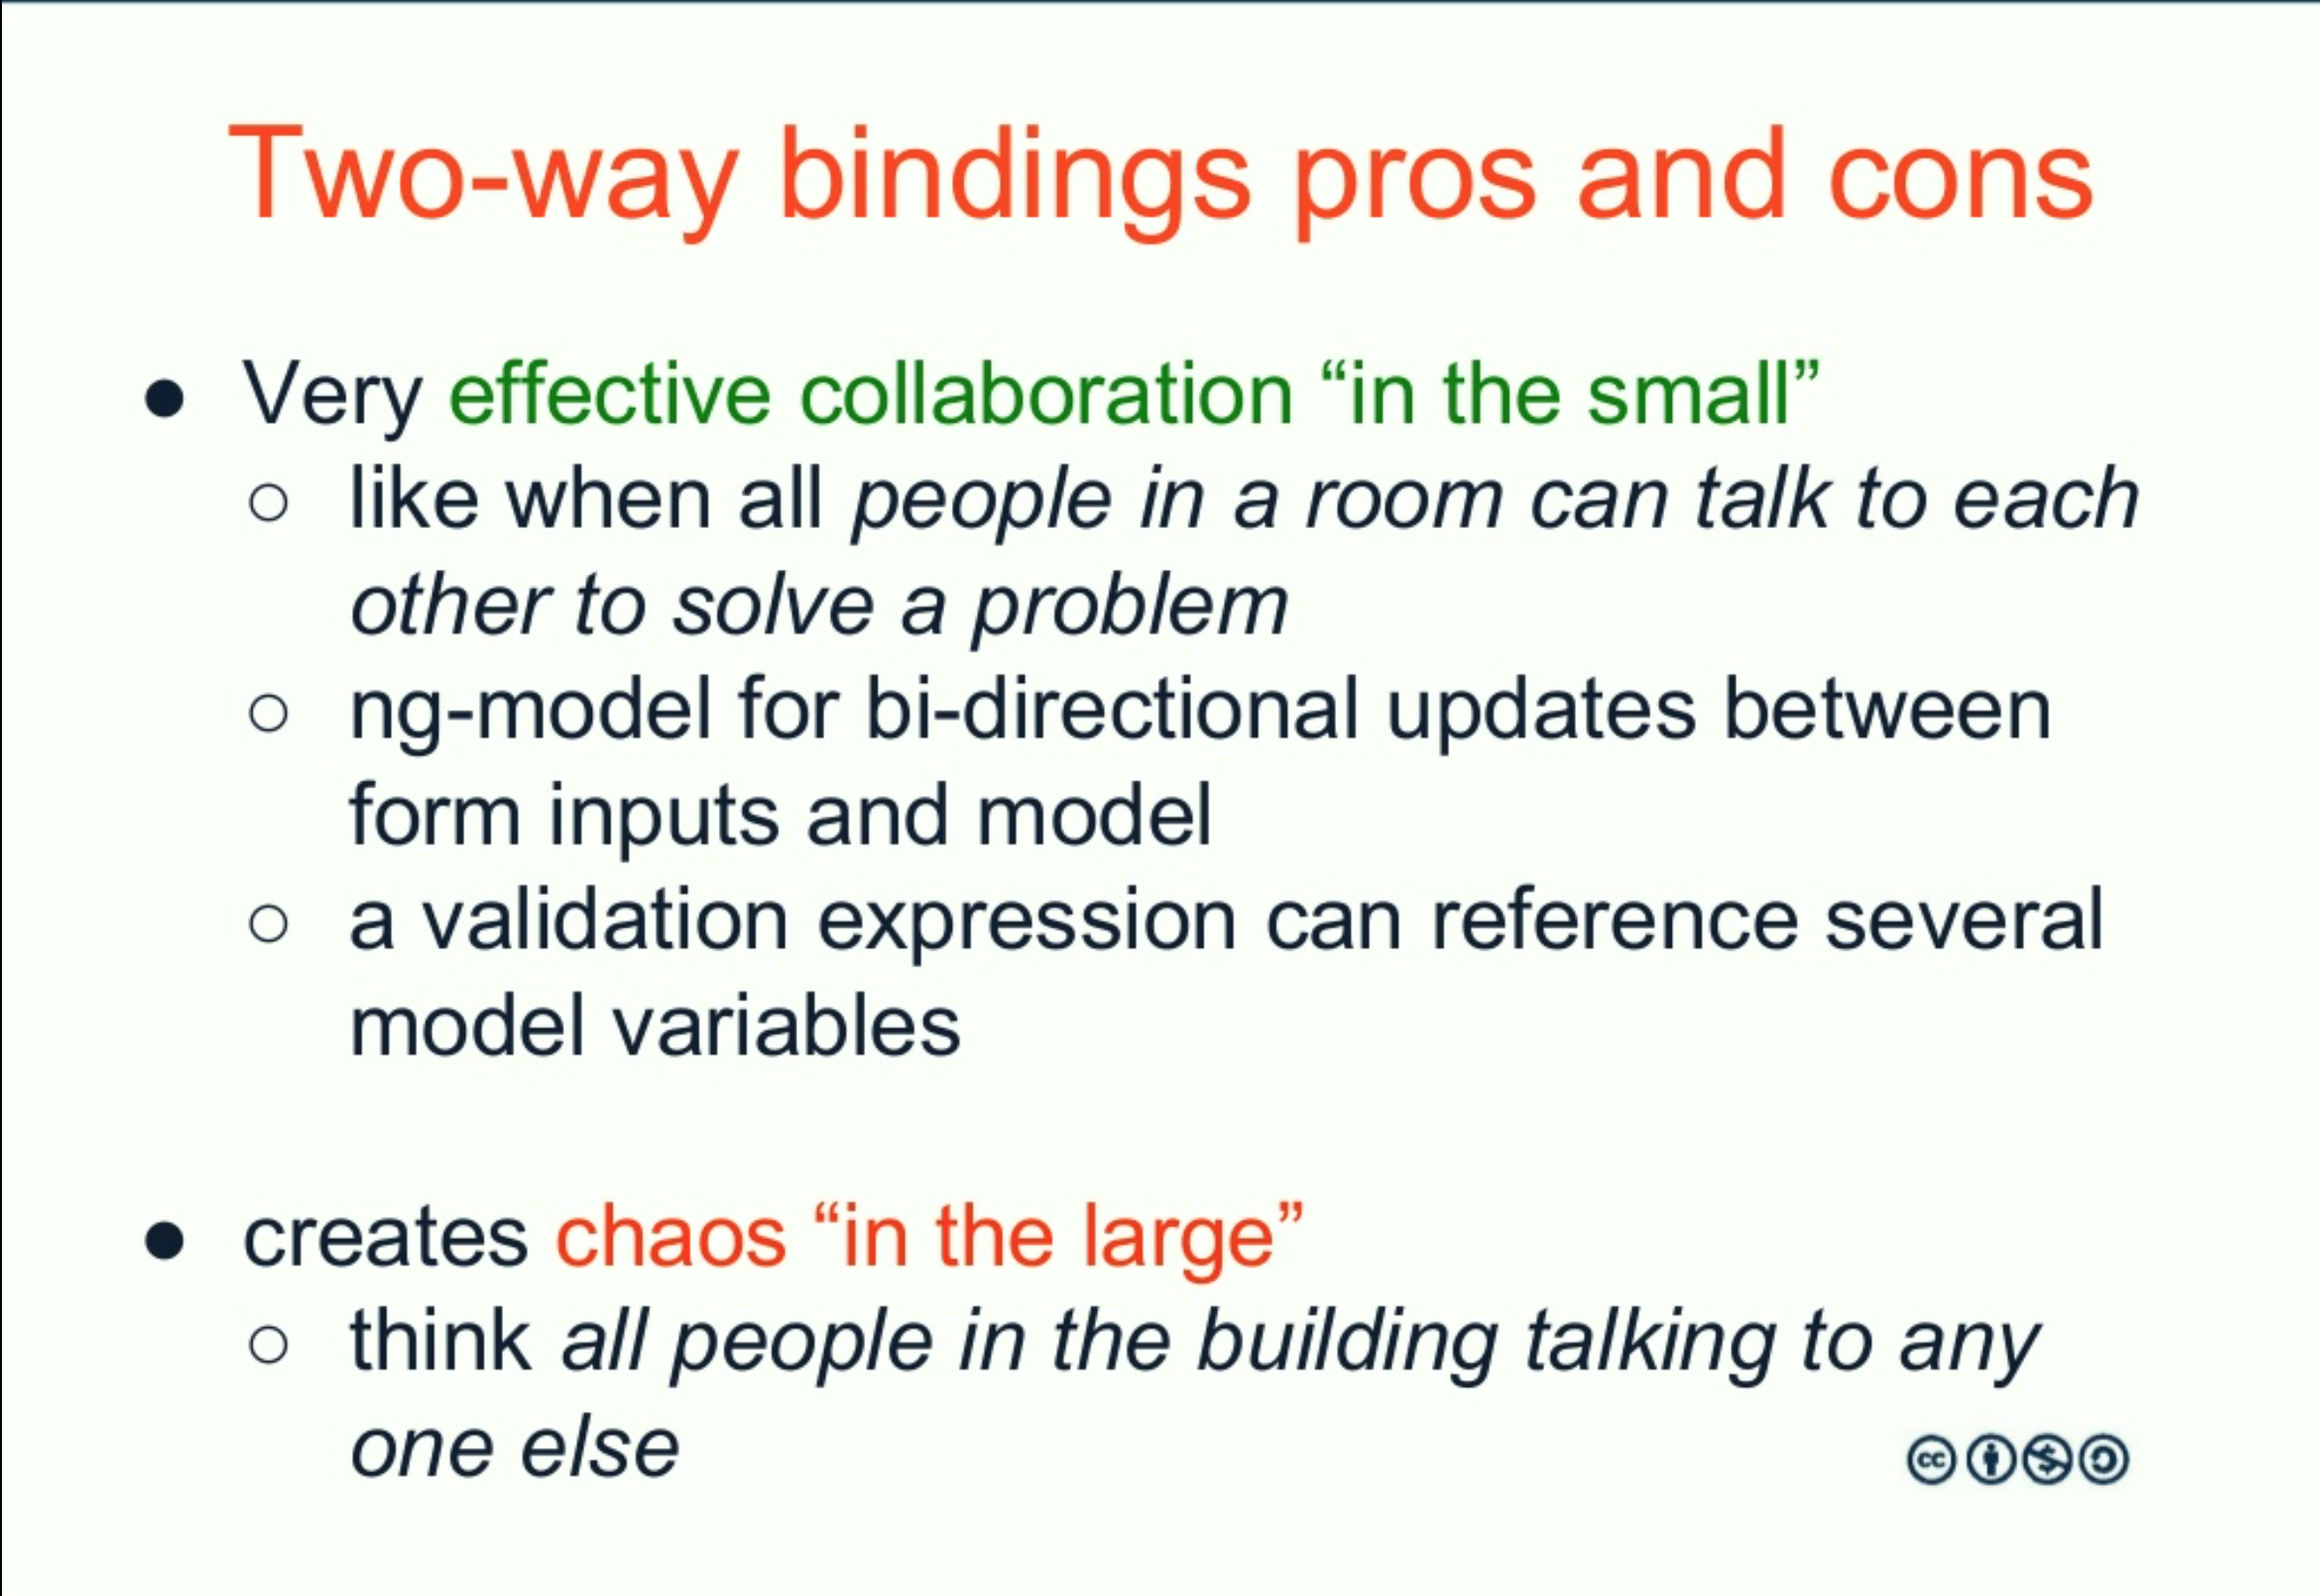 Two-way bindings pros and cons
● Very effective collaboration “in the small”
○ like when all people in a room can talk to each
other to solve a problem
○ ng-model for bi-directional updates between
form inputs and model
○ a validation expression can reference several
model variables
● creates chaos “in the large”
○ think all people in the building talking to any
one else
cc